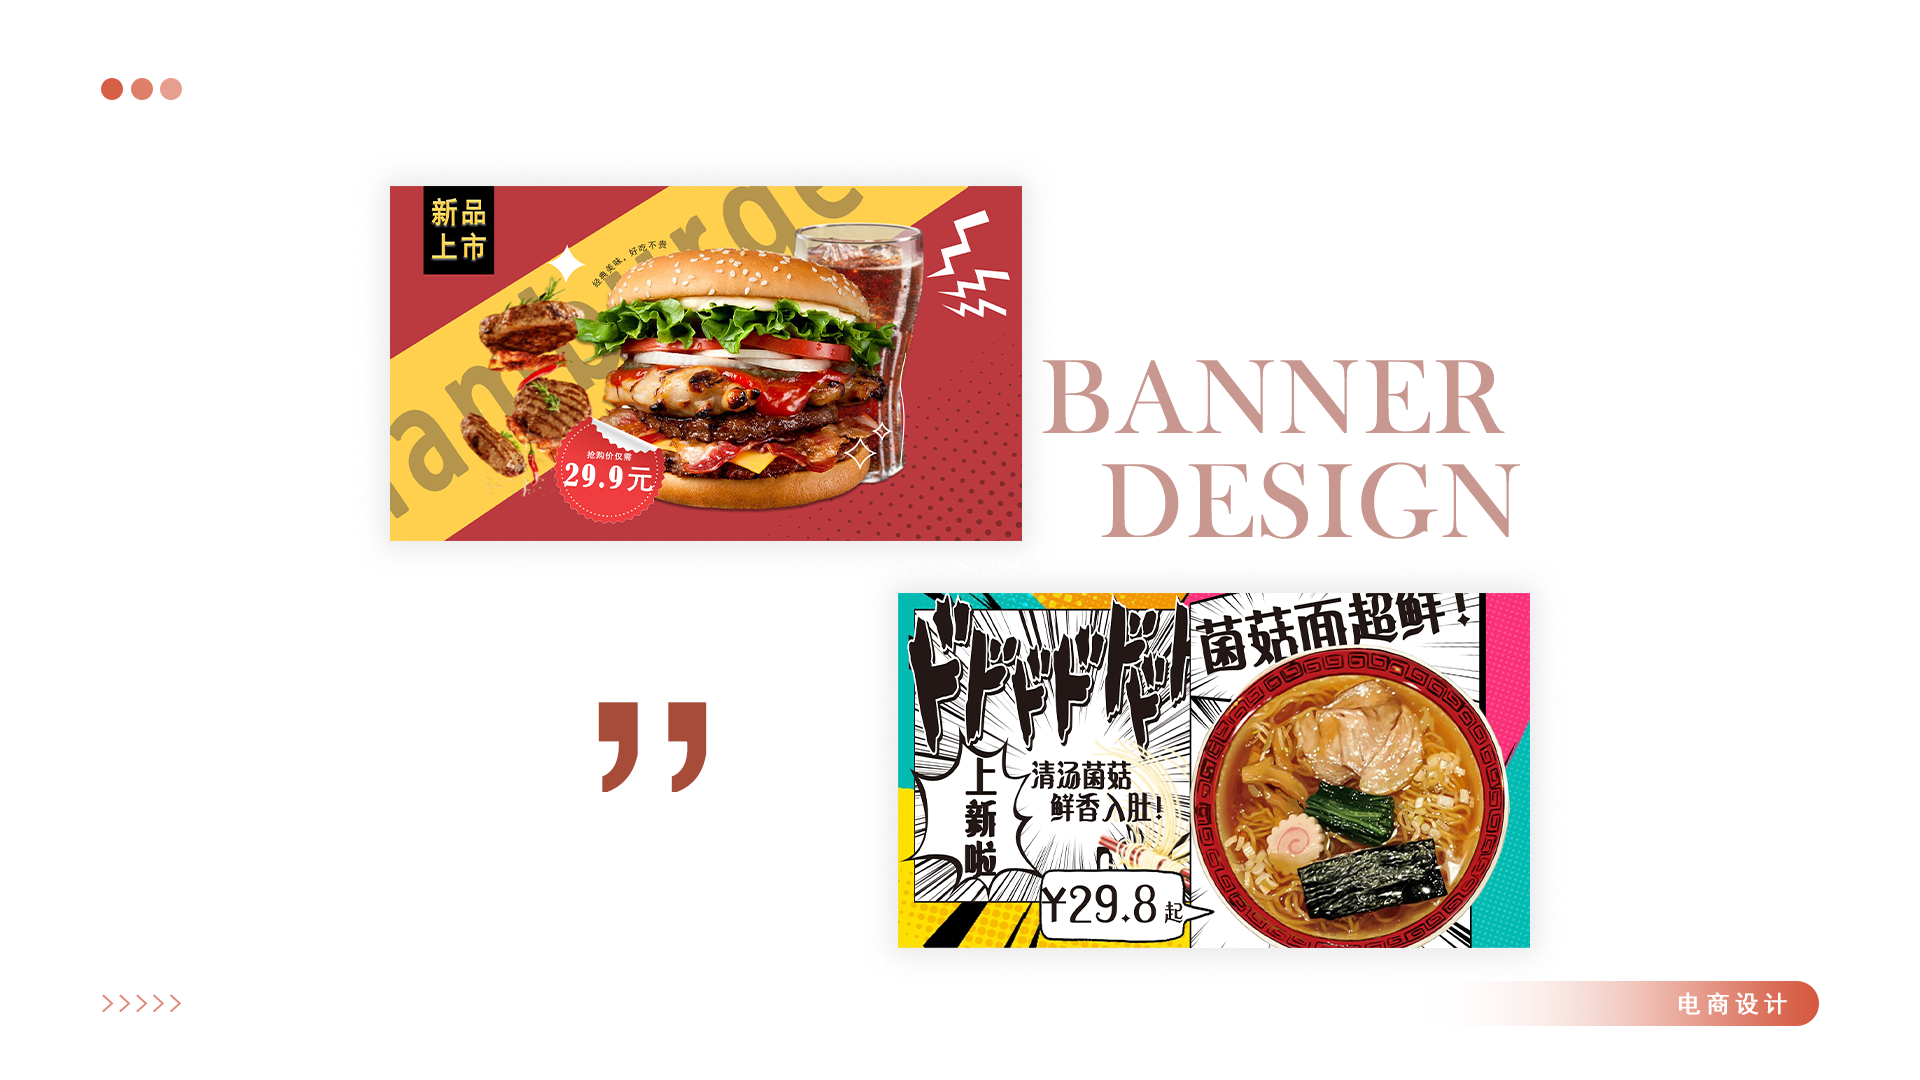 新品
上市
经典美味，好吃不贵
抢购价仅需
29.9元
BANNER
DESIGN
ドドドドドド
菌菇面超鲜！
上新啦
清汤菌菇
鲜香入肚！
¥29.8起
>>>>>
电商设计